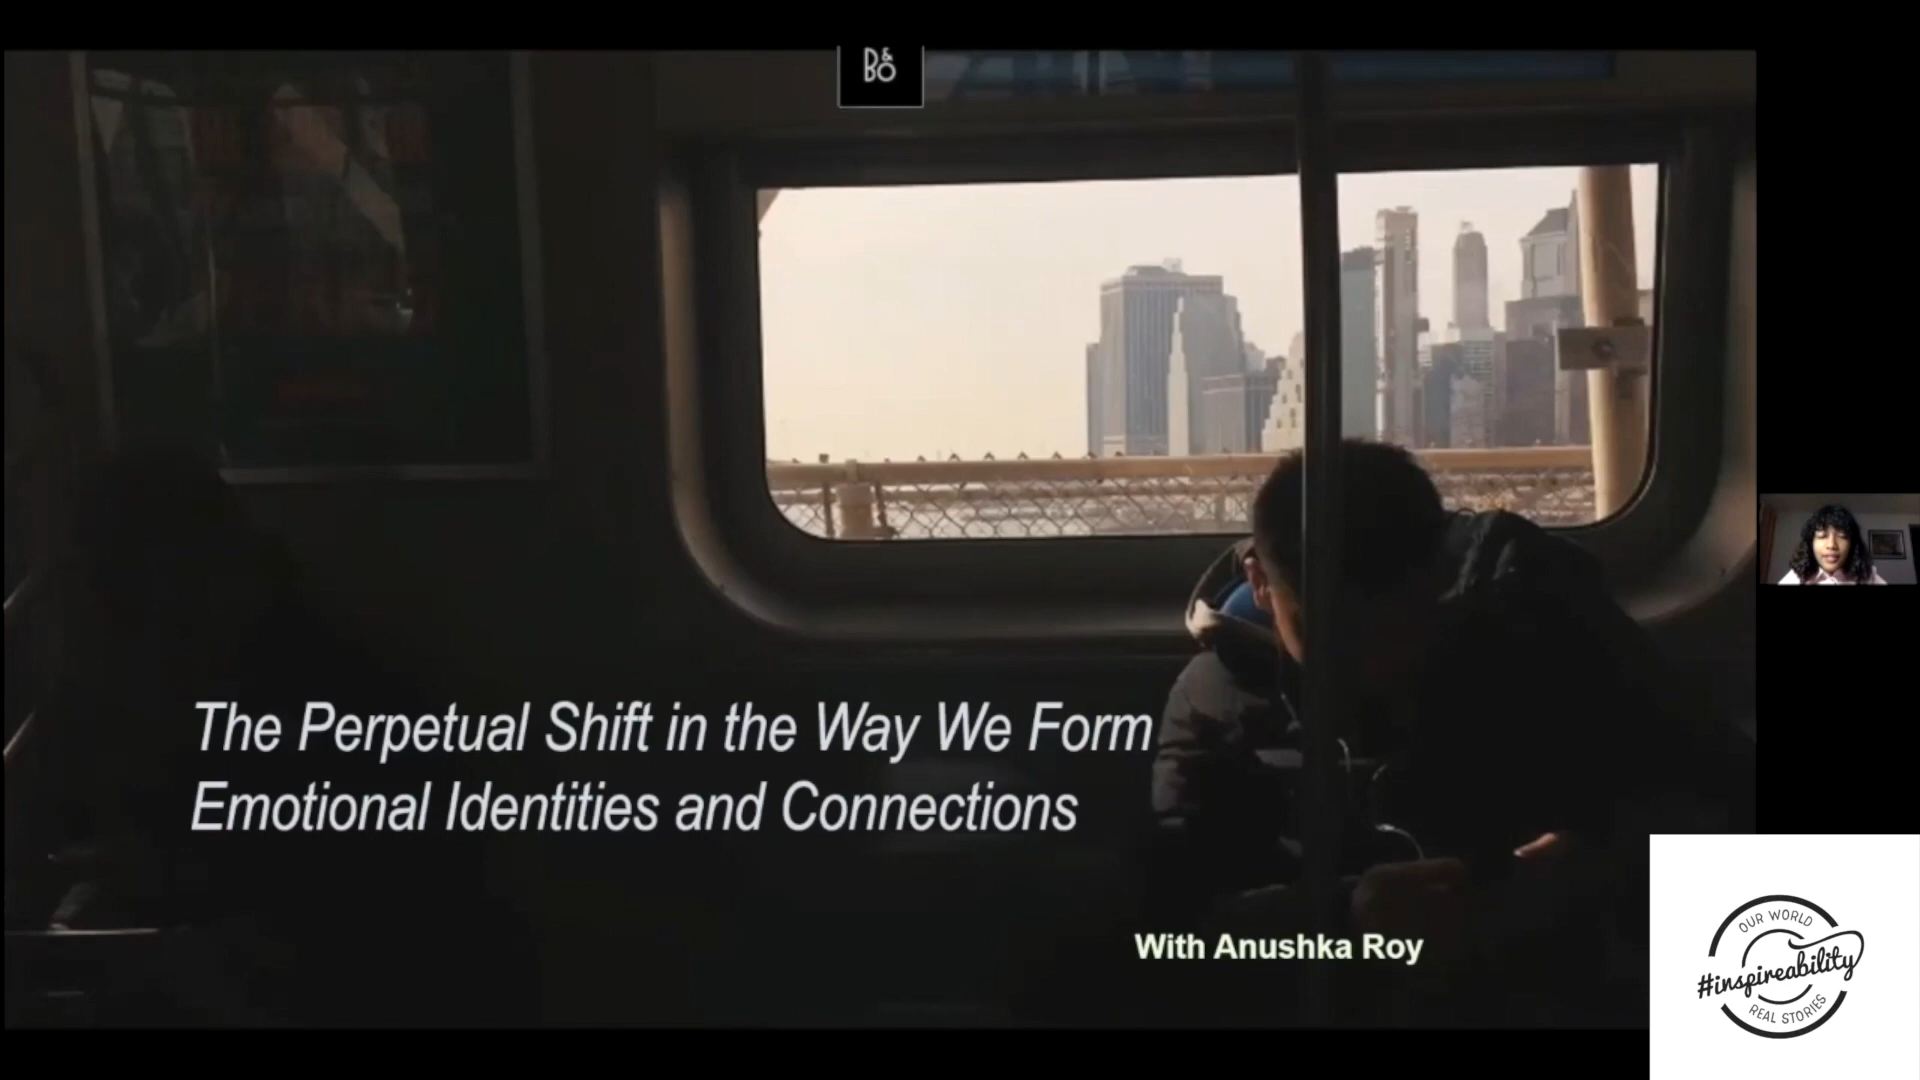 B&O
The Perpetual Shift in the Way We Form
Emotional Identities and Connections
With Anushka Roy
OUR WORLD
#inspireability
REAL STORIES